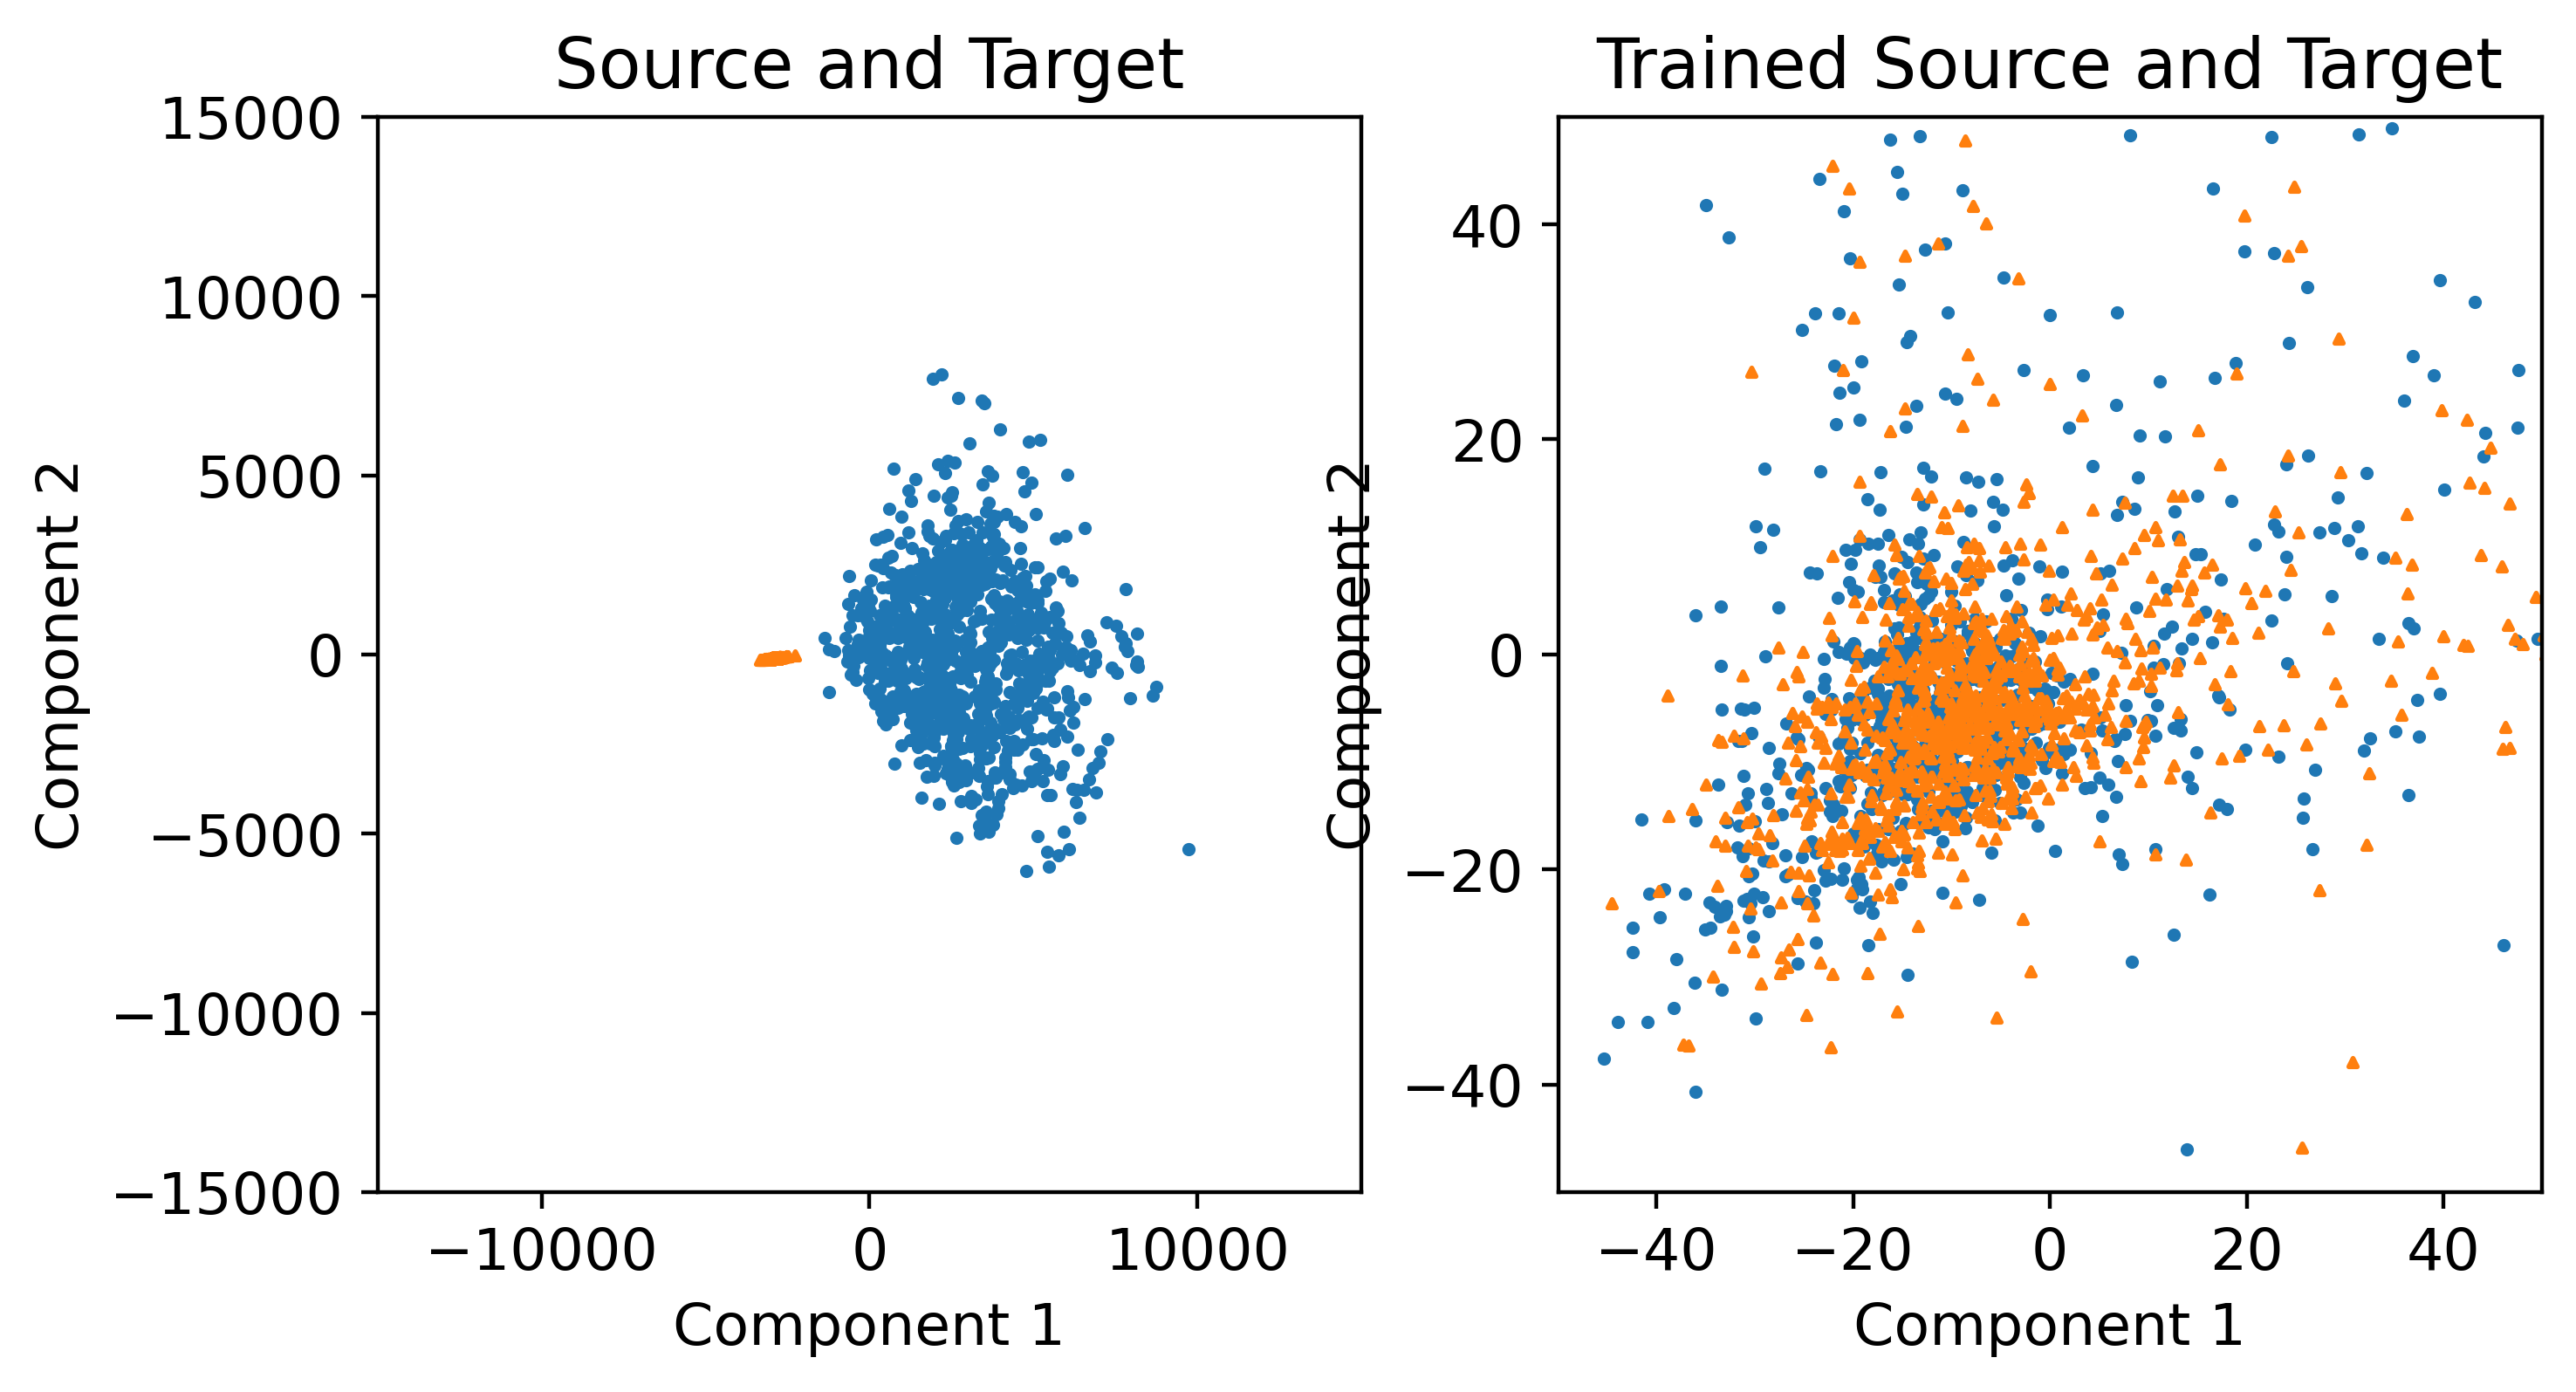 Source and Target
15000
10000
5000
0
−5000
−10000
−15000
Component 2
−10000 0 10000
Component 1
Trained Source and Target
40
20
0
−20
−40
Component 2
−40 −20 0 20 40
Component 1